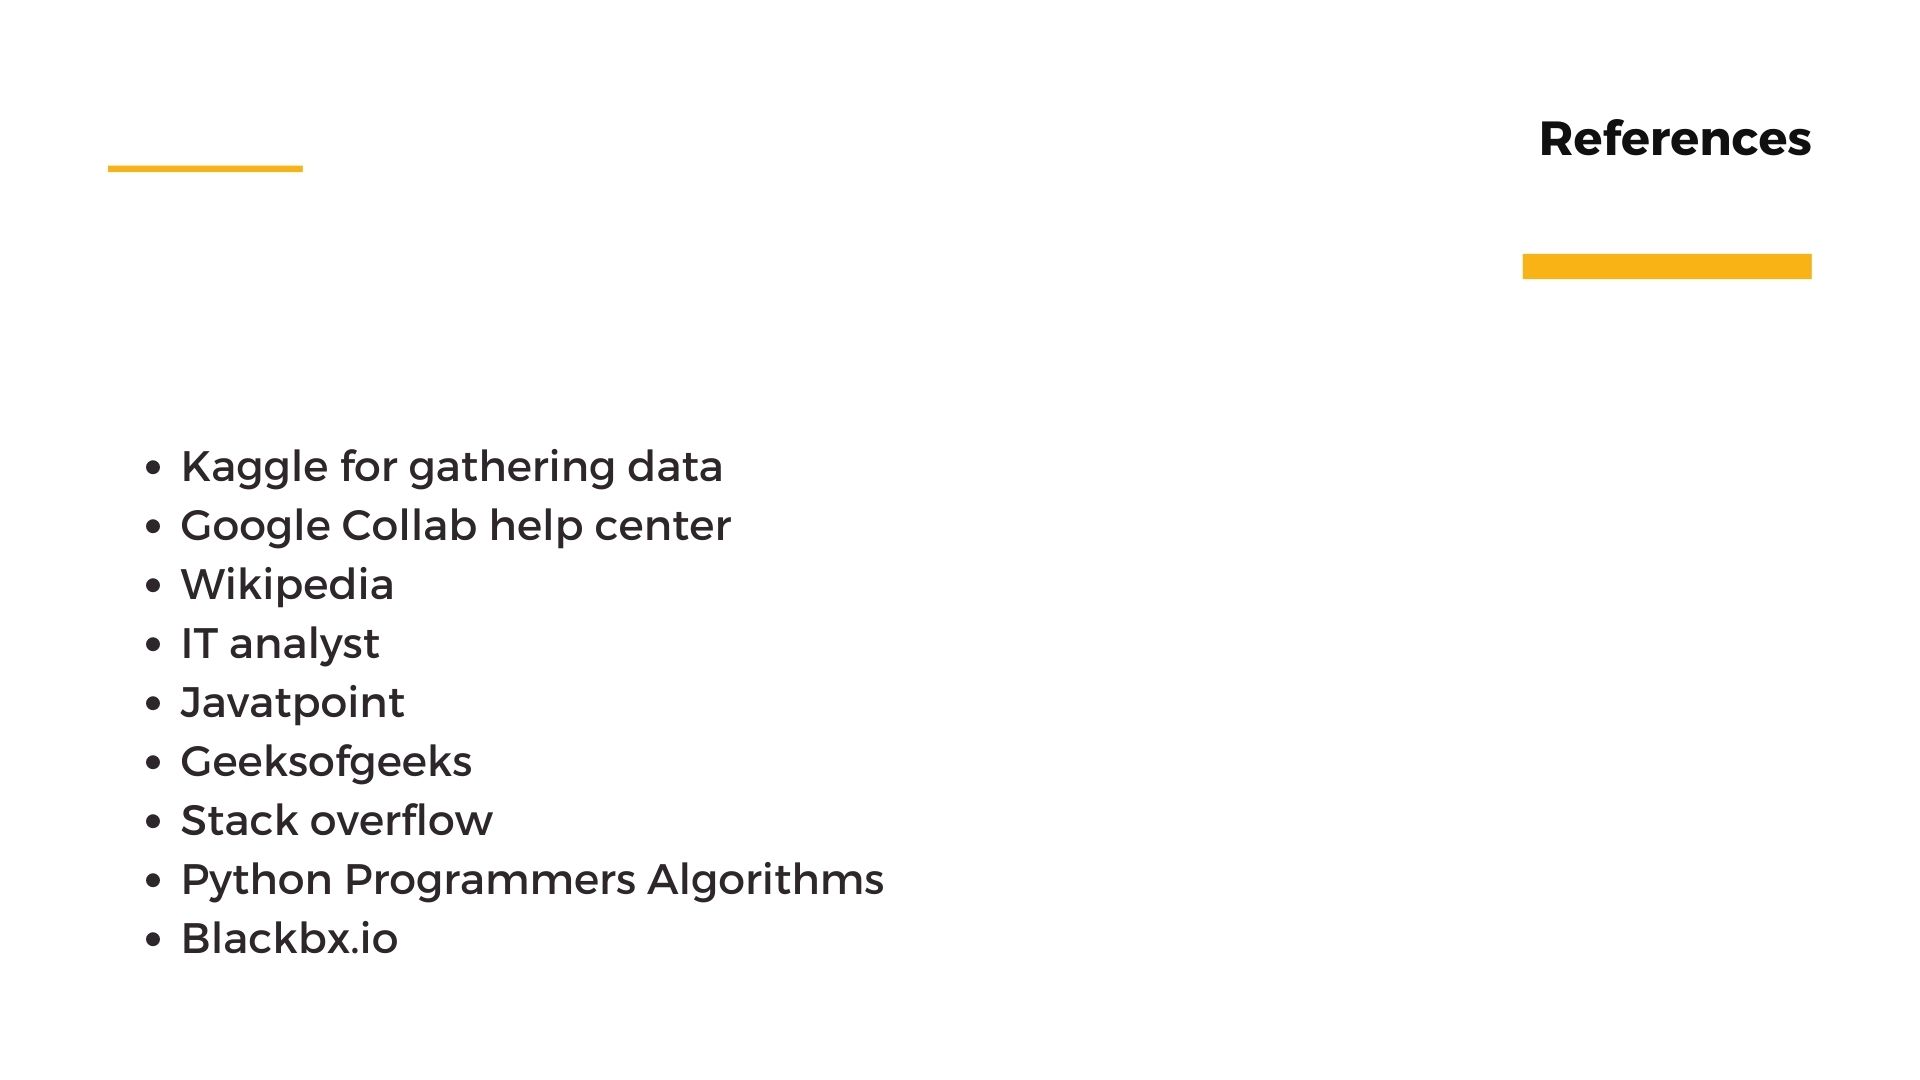 References
• Kaggle for gathering data
• Google Collab help center
• Wikipedia
• IT analyst
• Javatpoint
• Geeksofgeeks
• Stack overflow
• Python Programmers Algorithms
• Blackbx.io